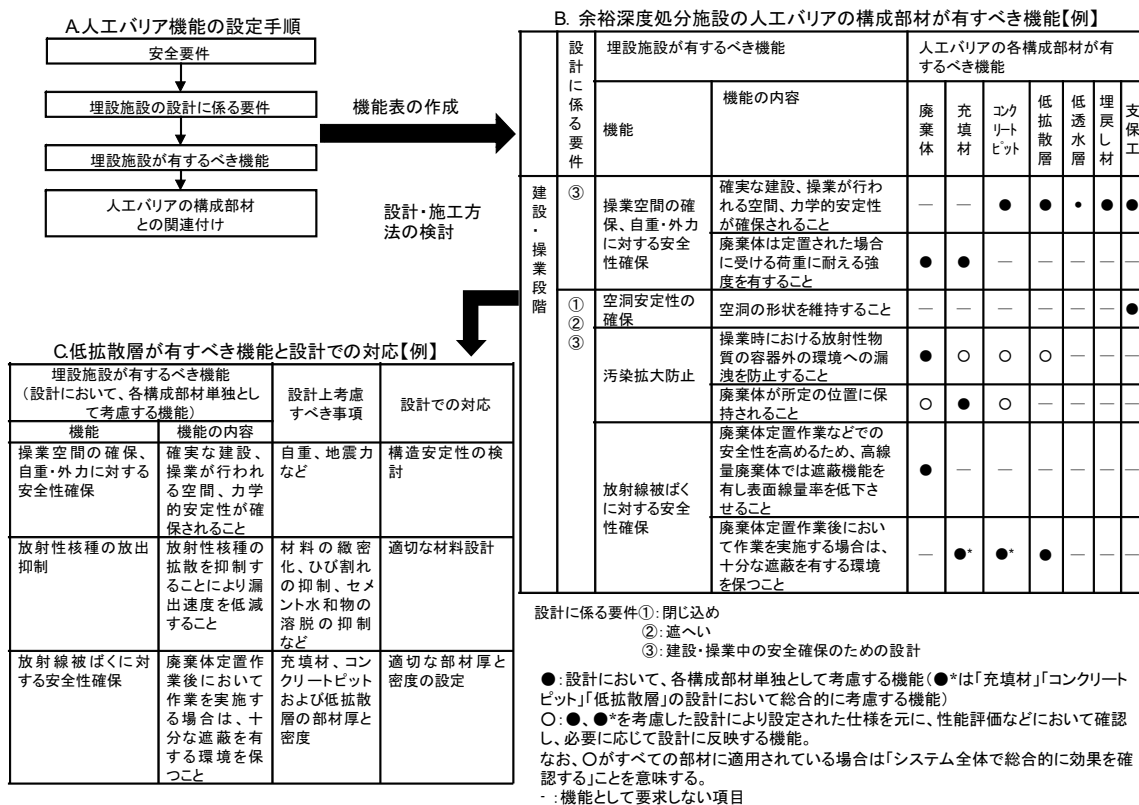 A.人工バリア機能の設定手順
安全要件
埋設施設の設計に係る要件
埋設施設が有するべき機能
人工バリアの構成部材
との関連付け
機能表の作成
設計・施工方
法の検討
B. 余裕深度処分施設の人工バリアの構成部材が有すべき機能【例】
設計に係る要件
埋設施設が有するべき機能
人工バリアの各構成部材が有
するべき機能
機能
機能の内容
廃棄体
充填材
コンク
リート
ピット
低拡散層
低透水層
埋戻し材
支保工
建設・操業段階
③
操業空間の確
保、自重・外力
に対する安全
性確保
確実な建設、操業が行わ
れる空間、力学的安定性
が確保されること
― ― ● ● • ● ●
廃棄体は定置された場合
に受ける荷重に耐える強
度を有すること
● ● ― ― ― ― ―
①
②
③
空洞安定性の
確保
空洞の形状を維持すること
― ― ― ― ― ― ●
汚染拡大防止
操業時における放射性物
質の容器外の環境への漏
洩を防止すること
● ○ ○ ○ ― ― ―
廃棄体が所定の位置に保
持されること
○ ● ○ ― ― ― ―
放射線被ばく
に対する安全
性確保
廃棄体定置作業などでの
安全性を高めるため、高線
量廃棄体では遮蔽機能を
有し表面線量率を低下さ
せること
● ― ― ― ― ― ―
廃棄体定置作業後におい
て作業を実施する場合は、
十分な遮蔽を有する環境
を保つこと
― ●* ●* ● ― ― ―
設計に係る要件①:閉じ込め
②:遮へい
③:建設・操業中の安全確保のための設計
●:設計において、各構成部材単独として考慮する機能(●*は「充填材」「コンクリート
ピット」「低拡散層」の設計において総合的に考慮する機能)
○:●、●*を考慮した設計により設定された仕様を元に、性能評価などにおいて確認
し、必要に応じて設計に反映する機能。
なお、○がすべての部材に適用されている場合は「システム全体で総合的に効果を確
認する」ことを意味する。
- :機能として要求しない項目
C.低拡散層が有すべき機能と設計での対応【例】
埋設施設が有するべき機能
(設計において、各構成部材単独とし
て考慮する機能)
設計上考慮
すべき事項
設計での対応
機能
機能の内容
操業空間の確保、
自重・外力に対する
安全性確保
確実な建設、
操業が行われ
る空間、力学
的安定性が確
保されること
自重、地震力
など
構造安定性の検
討
放射性核種の放出
抑制
放射性核種の
拡散を抑制す
ることにより漏
出速度を低減
すること
材料の緻密
化、ひび割れ
の抑制、セメ
ント水和物の
溶脱の抑制
など
適切な材料設計
放射線被ばくに対
する安全性確保
廃棄体定置作
業後において
作業を実施す
る場合は、十
分な遮蔽を有
する環境を保
つこと
充填材、コン
クリートピット
および低拡散
層の部材厚と
密度
適切な部材厚と
密度の設定